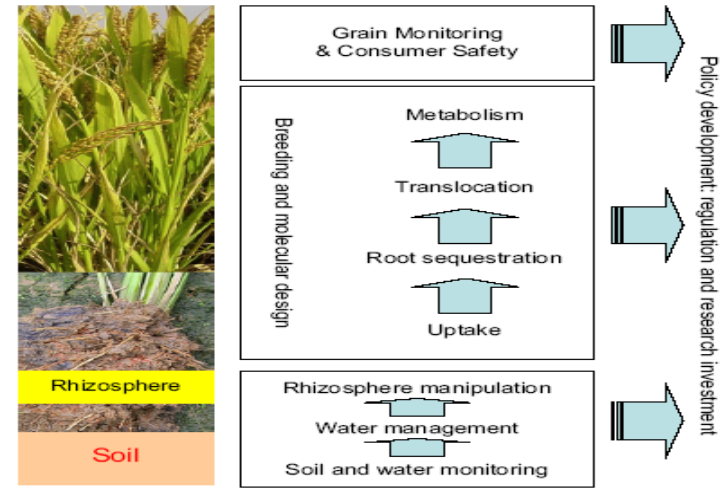 Grain Monitoring
& Consumer Safety
Breeding and molecular design
Metabolism
Translocation
Root sequestration
Uptake
Rhizosphere
Rhizosphere manipulation
Water management
Soil
Soil and water monitoring
Policy development: regulation and research investment